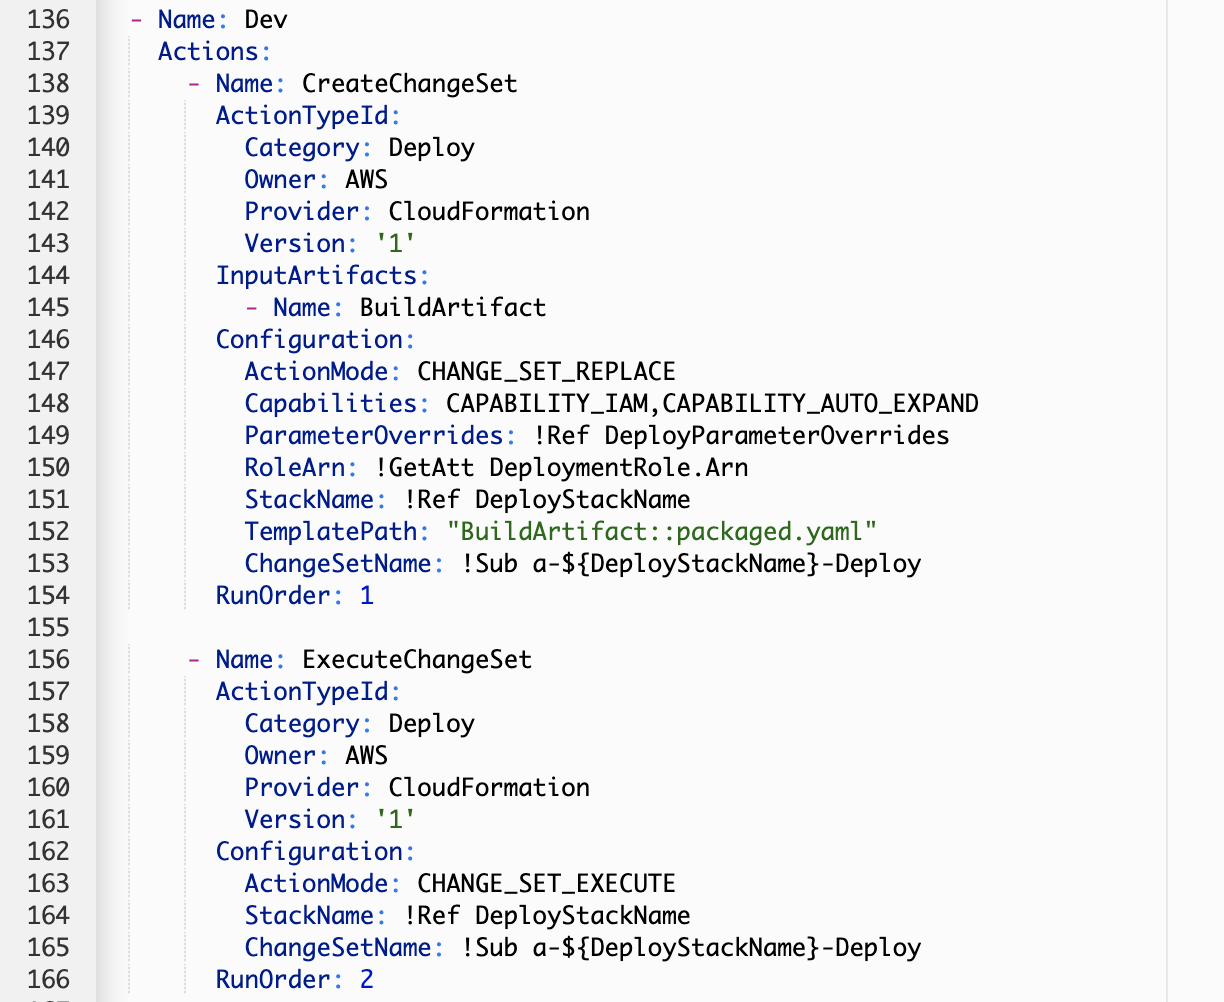 136 - Name: Dev
137 Actions:
138 - Name: CreateChangeSet
139 ActionTypeId:
140 Category: Deploy
141 Owner: AWS
142 Provider: CloudFormation
143 Version: '1'
144 InputArtifacts:
145 - Name: BuildArtifact
146 Configuration:
147 ActionMode: CHANGE_SET_REPLACE
148 Capabilities: CAPABILITY_IAM,CAPABILITY_AUTO_EXPAND
149 ParameterOverrides: !Ref DeployParameterOverrides
150 RoleArn: !GetAtt DeploymentRole.Arn
151 StackName: !Ref DeployStackName
152 TemplatePath: "BuildArtifact::packaged.yaml"
153 ChangeSetName: !Sub a-${DeployStackName}-Deploy
154 RunOrder: 1
155
156 - Name: ExecuteChangeSet
157 ActionTypeId:
158 Category: Deploy
159 Owner: AWS
160 Provider: CloudFormation
161 Version: '1'
162 Configuration:
163 ActionMode: CHANGE_SET_EXECUTE
164 StackName: !Ref DeployStackName
165 ChangeSetName: !Sub a-${DeployStackName}-Deploy
166 RunOrder: 2